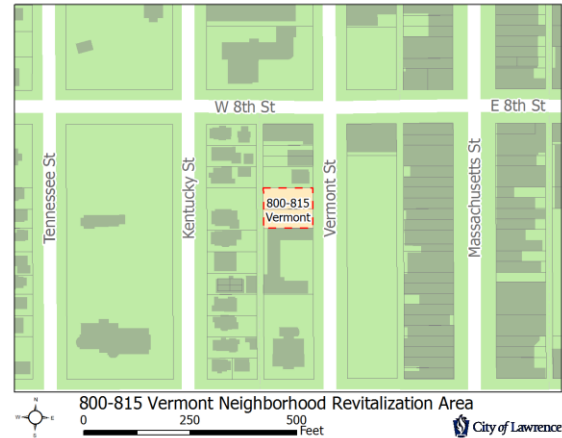 W 8th St
E 8th St
Tennessee St
Kentucky St
Vermont St
Massachusetts St
800-815
Vermont
800-815 Vermont Neighborhood Revitalization Area
N
W
E
S
0 250 500
Feet
City of Lawrence